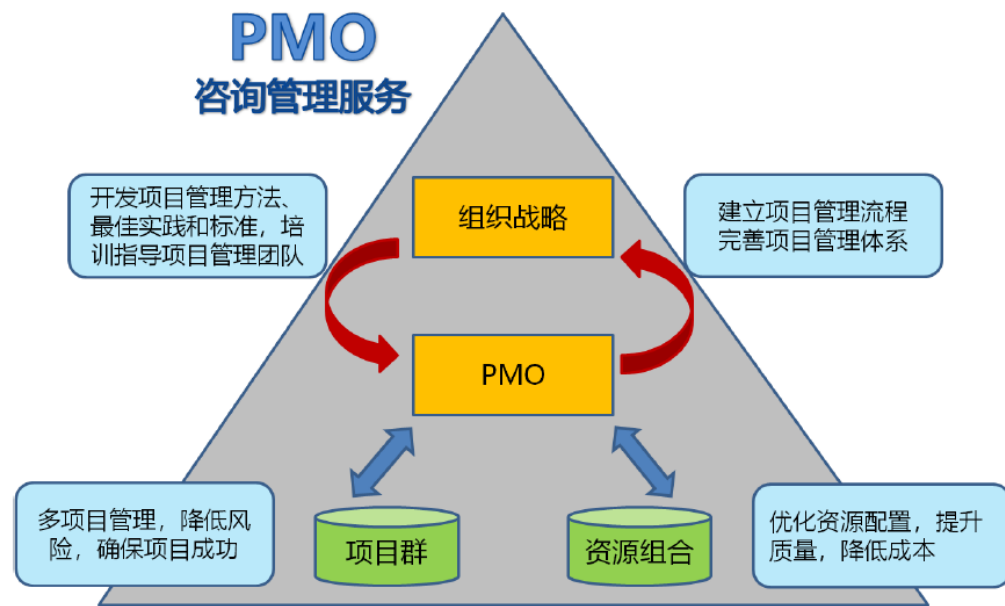 PMO
咨询管理服务
开发项目管理方法、
最佳实践和标准，培
训指导项目管理团队
组织战略
建立项目管理流程
完善项目管理体系
PMO
多项目管理，降低风
险，确保项目成功
项目群
资源组合
优化资源配置，提升
质量，降低成本